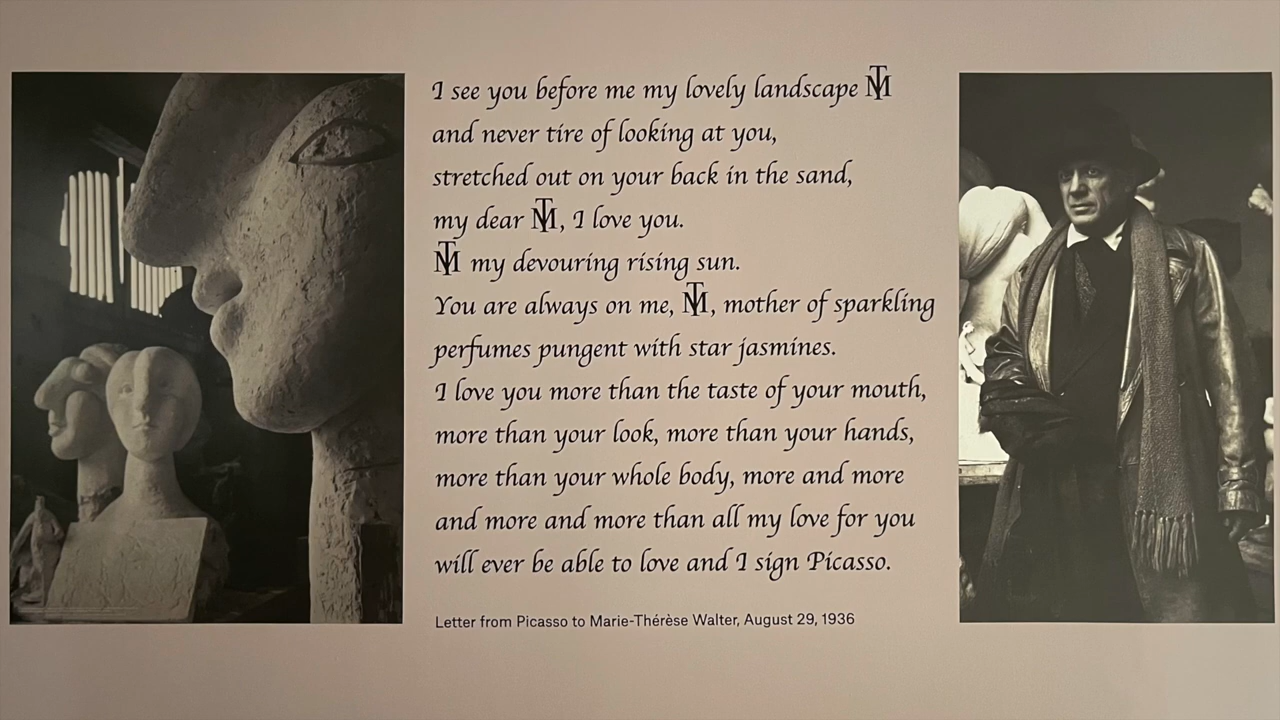 I see you before me my lovely landscape MT
and never tire of looking at you,
stretched out on your back in the sand,
my dear MT, I love you.
MT my devouring rising sun.
You are always on me, MT, mother of sparkling
perfumes pungent with star jasmines.
I love you more than the taste of your mouth,
more than your look, more than your hands,
more than your whole body, more and more
and more and more than all my love for you
will ever be able to love and I sign Picasso.
Letter from Picasso to Marie-Thérèse Walter, August 29, 1936